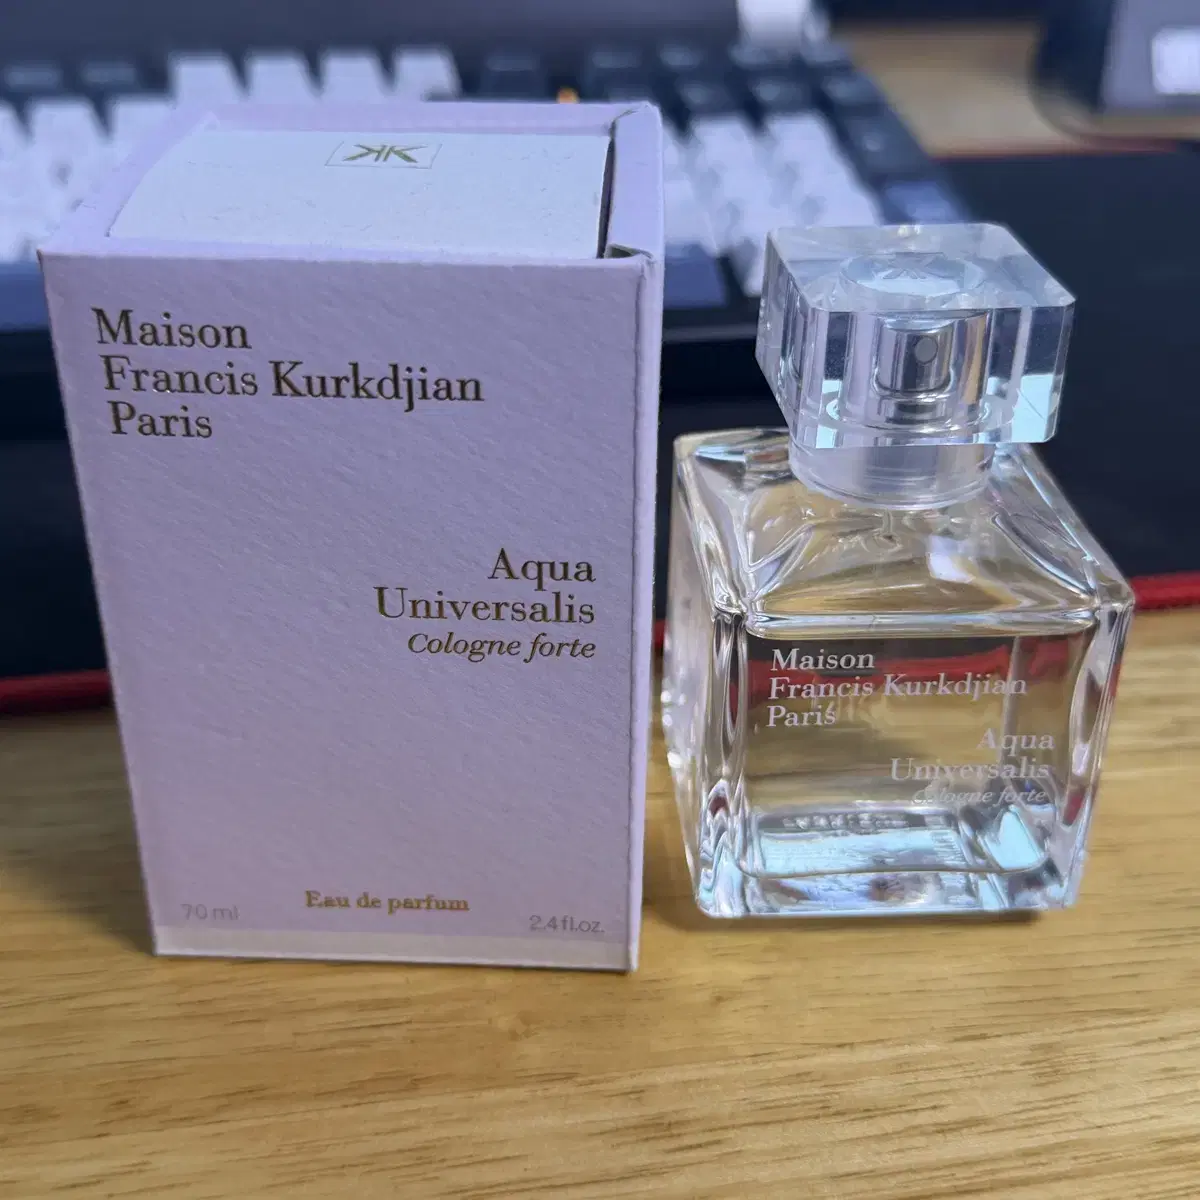 Maison
Francis Kurkdjian
Paris
Aqua
Universalis
Cologne forte
Eau de parfum
70 ml
2.4 fl.oz.
Maison
Francis Kurkdjian
Paris
Aqua
Universalis
Cologne forte